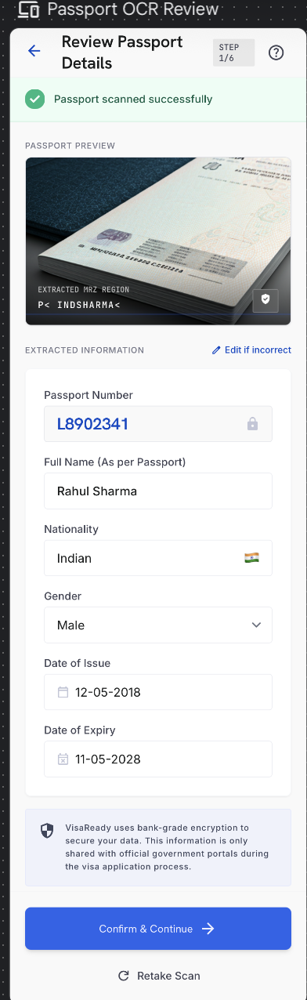 Passport OCR Review
Review Passport
Details
STEP
1/6
Passport scanned successfully
PASSPORT PREVIEW
EXTRACTED MRZ REGION
P< INDSHARMA<
EXTRACTED INFORMATION
Edit if incorrect
Passport Number
L8902341
Full Name (As per Passport)
Rahul Sharma
Nationality
Indian
Gender
Male
Date of Issue
12-05-2018
Date of Expiry
11-05-2028
VisaReady uses bank-grade encryption to
secure your data. This information is only
shared with official government portals during
the visa application process.
Confirm & Continue
Retake Scan